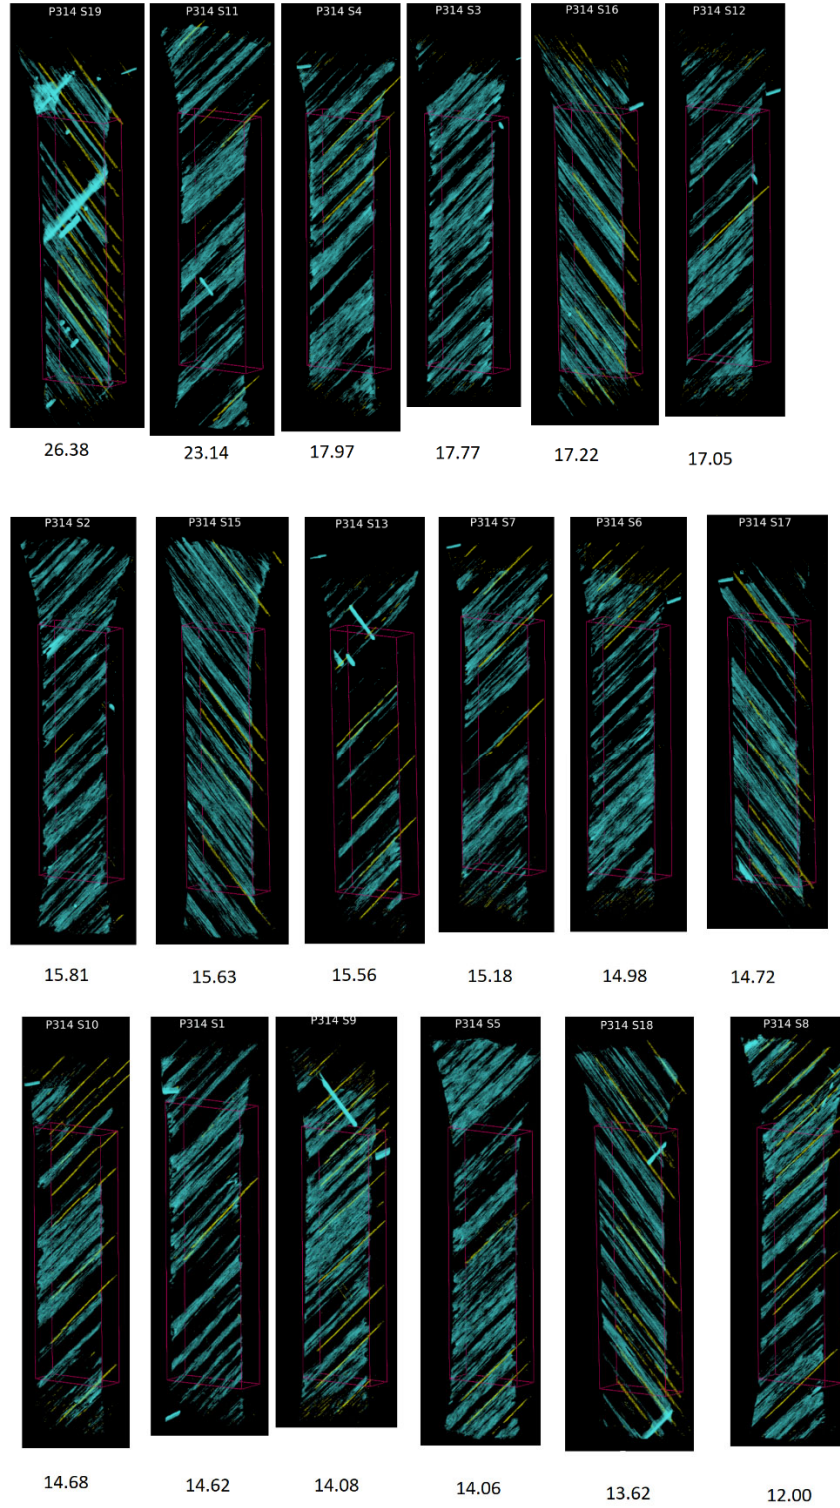 P314 S19 P314 S11 P314 S4 P314 S3 P314 S16 P314 S12
26.38 23.14 17.97 17.77 17.22 17.05
P314 S2 P314 S15 P314 S13 P314 S7 P314 S6 P314 S17
15.81 15.63 15.56 15.18 14.98 14.72
P314 S10 P314 S1 P314 S9 P314 S5 P314 S18 P314 S8
14.68 14.62 14.08 14.06 13.62 12.00